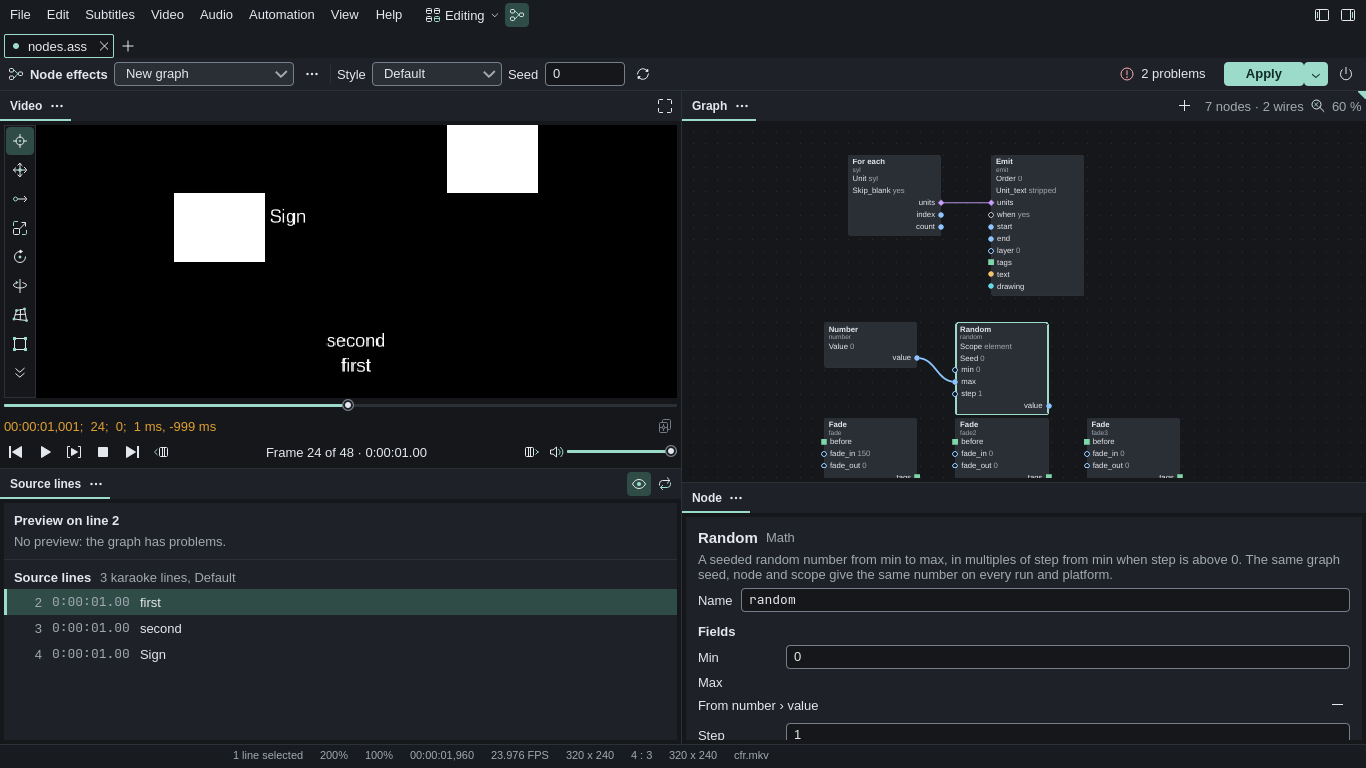 File Edit Subtitles Video Audio Automation View Help Editing
nodes.ass
Node effects New graph Style Default Seed 0 2 problems Apply
Video
Graph 7 nodes · 2 wires 60 %
Sign
second
first
For each
syl
Unit syl
Skip_blank yes
units
index
count
Emit
emit
Order 0
Unit_text stripped
units
when yes
start
end
layer 0
tags
text
drawing
Number
number
Value 0
value
Random
random
Scope element
Seed 0
min 0
max
step 1
value
Fade
fade
before
fade_in 150
fade_out 0
tags
Fade
fade2
before
fade_in 0
fade_out 0
tags
Fade
fade3
before
fade_in 0
fade_out 0
tags
00:00:01,001; 24; 0; 1 ms, -999 ms
Frame 24 of 48 · 0:00:01.00
Source lines
Preview on line 2
No preview: the graph has problems.
Source lines 3 karaoke lines, Default
2 0:00:01.00 first
3 0:00:01.00 second
4 0:00:01.00 Sign
Node
Random Math
A seeded random number from min to max, in multiples of step from min when step is above 0. The same graph
seed, node and scope give the same number on every run and platform.
Name random
Fields
Min 0
Max
From number › value
Step 1
1 line selected 200% 100% 00:00:01,960 23.976 FPS 320 x 240 4 : 3 320 x 240 cfr.mkv